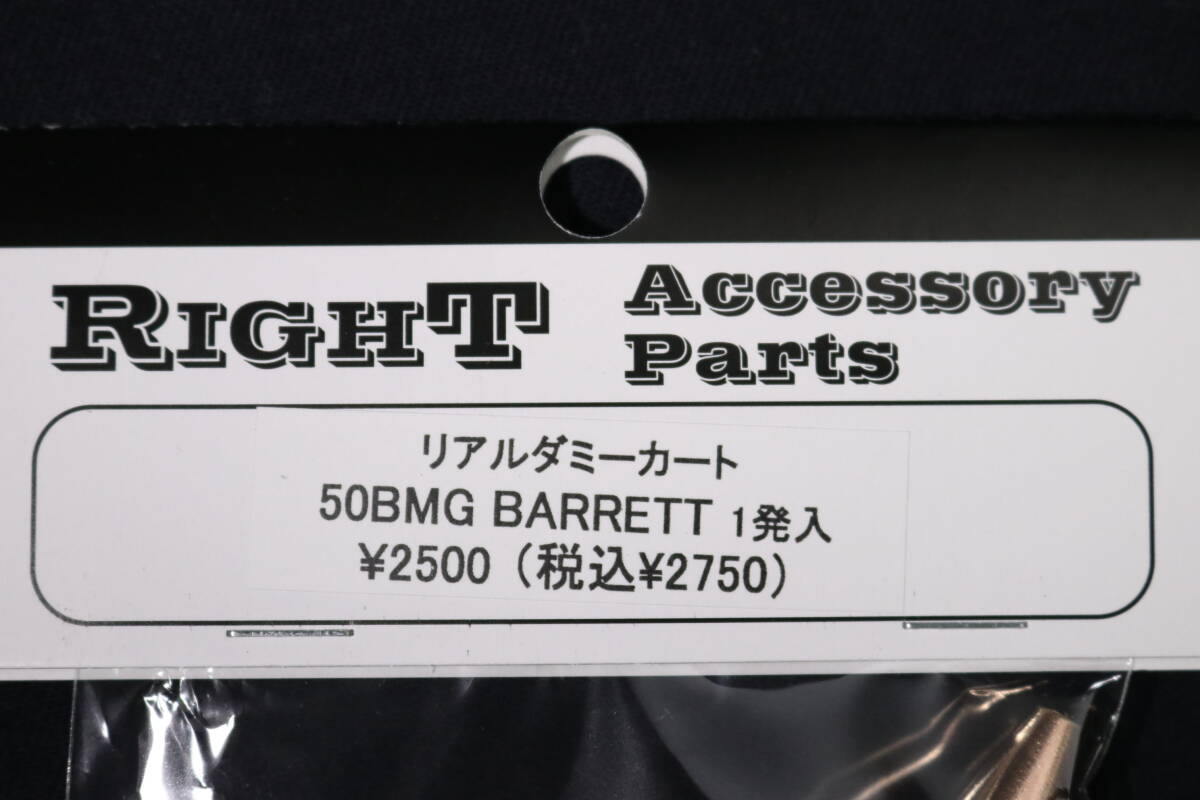 RIGHT
Accessory
Parts
リアルダミーカート
50BMG BARRETT 1発入
¥2500（税込¥2750）